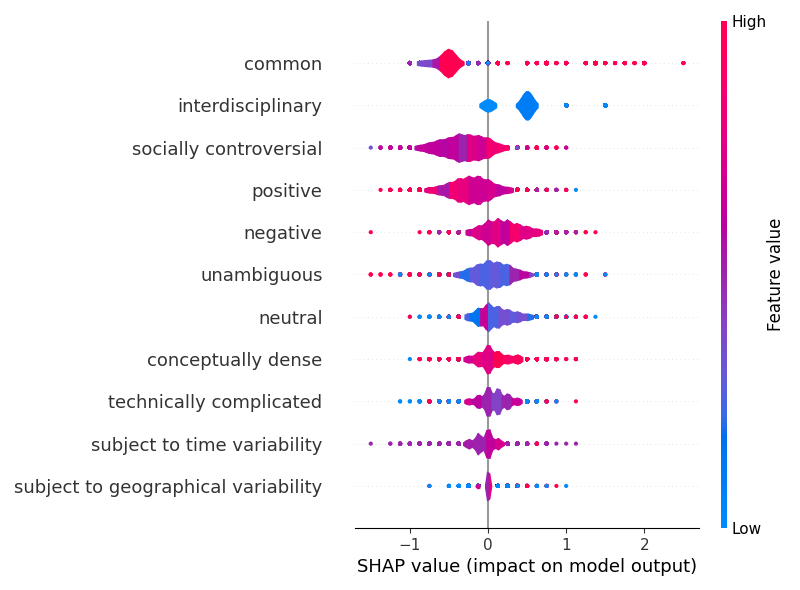 High
common
interdisciplinary
socially controversial
positive
negative
unambiguous
neutral
conceptually dense
technically complicated
subject to time variability
subject to geographical variability
Feature value
Low
−1 0 1 2
SHAP value (impact on model output)